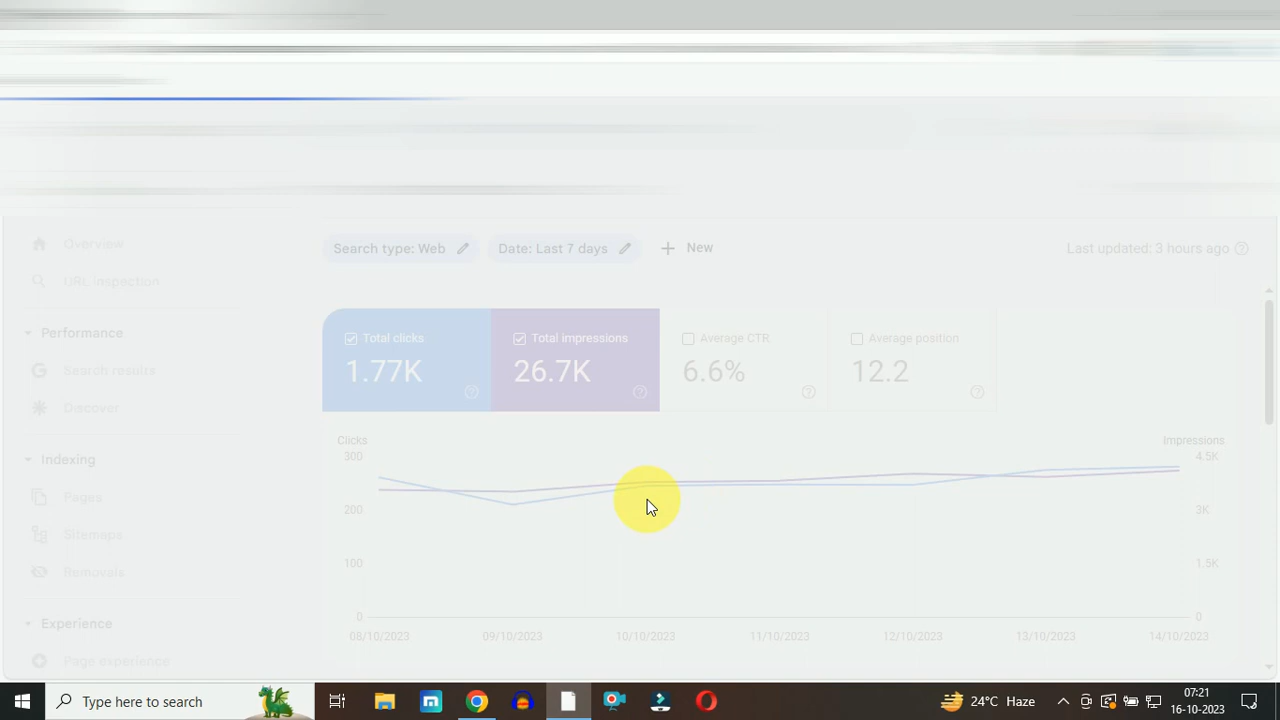 Overview
Search type: Web
Date: Last 7 days
New
Last updated: 3 hours ago
URL inspection
Performance
Total clicks
Total impressions
Average CTR
Average position
Search results
1.77K
26.7K
6.6%
12.2
Discover
Clicks
Impressions
Indexing
300
4.5K
Pages
200
3K
Sitemaps
100
1.5K
Removals
0
0
Experience
08/10/2023
09/10/2023
10/10/2023
11/10/2023
12/10/2023
13/10/2023
14/10/2023
Page experience
Type here to search
24°C Haze
07:21
16-10-2023